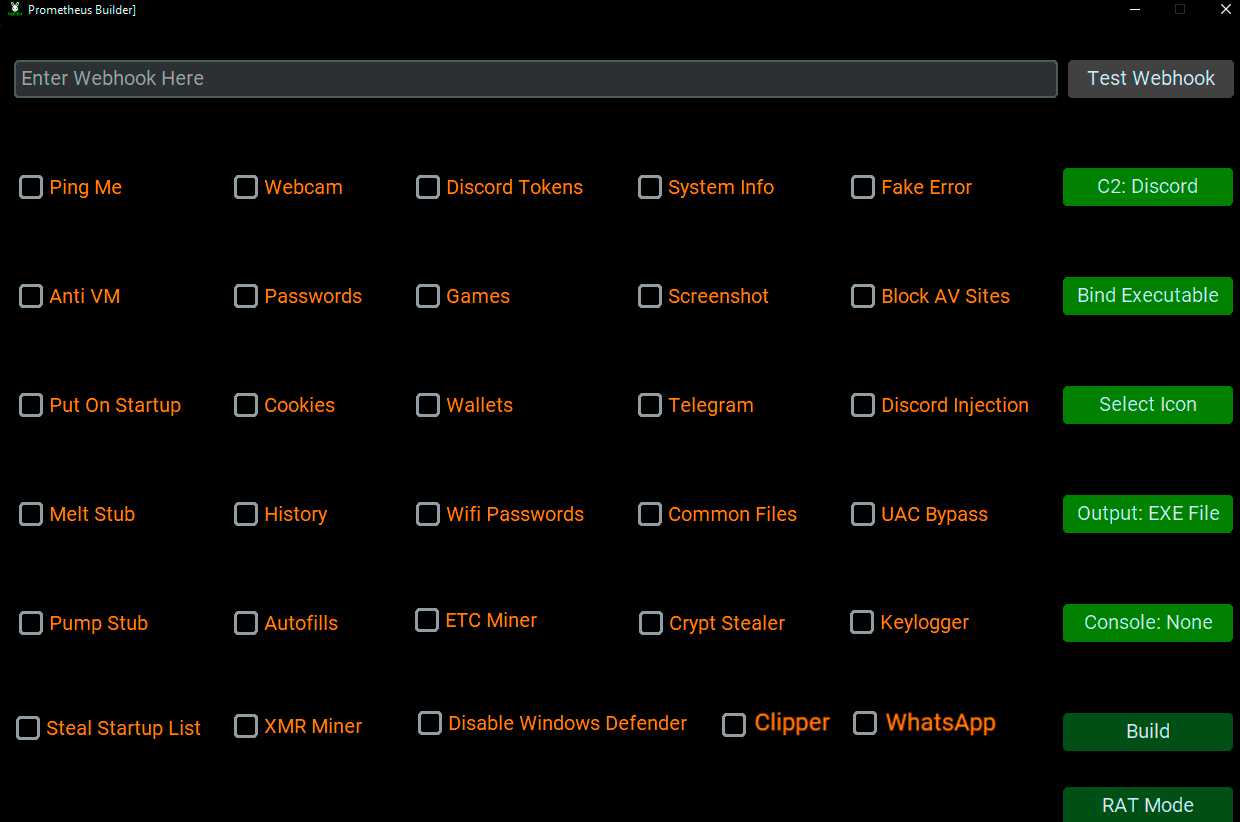 Prometheus Builder]
Enter Webhook Here Test Webhook
Ping Me Webcam Discord Tokens System Info Fake Error C2: Discord
Anti VM Passwords Games Screenshot Block AV Sites Bind Executable
Put On Startup Cookies Wallets Telegram Discord Injection Select Icon
Melt Stub History Wifi Passwords Common Files UAC Bypass Output: EXE File
Pump Stub Autofills ETC Miner Crypt Stealer Keylogger Console: None
Steal Startup List XMR Miner Disable Windows Defender Clipper WhatsApp Build
RAT Mode